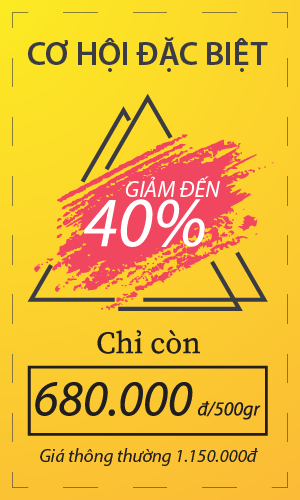 CƠ HỘI ĐẶC BIỆT
GIẢM ĐẾN
40%
Chỉ còn
680.000 đ/500gr
Giá thông thường 1.150.000đ